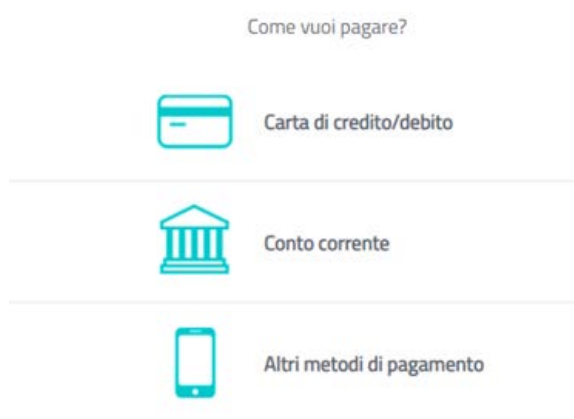 Come vuoi pagare?
Carta di credito/debito
Conto corrente
Altri metodi di pagamento